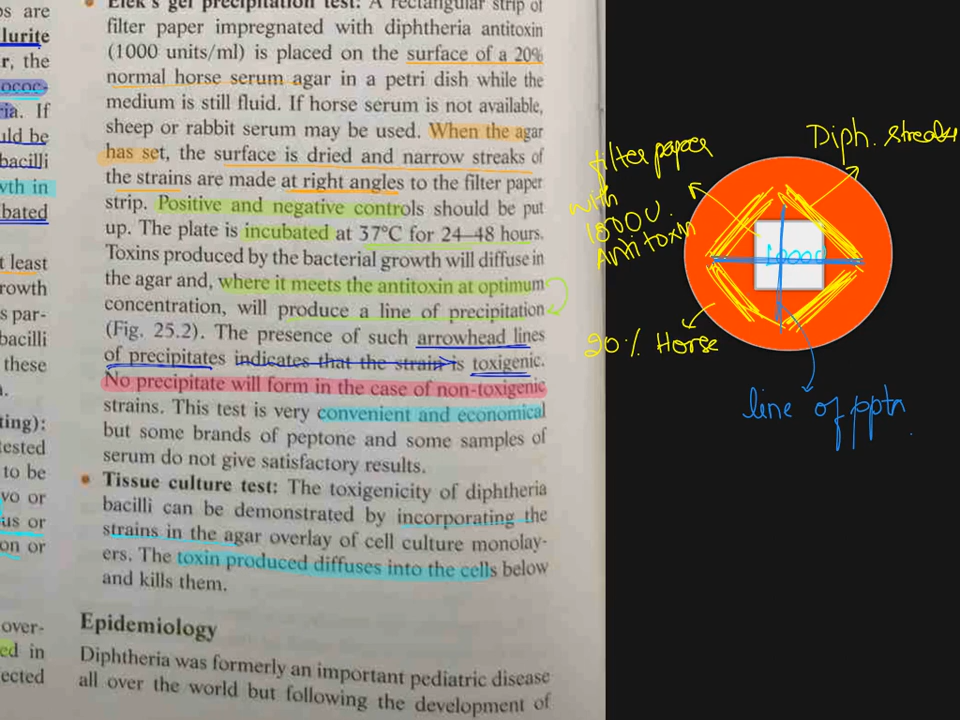 os are
lurite
r, the
ococ-
ria. If
uld be
bacilli
wth in
bated
t least
rowth
s par-
bacilli
these
ting):
tested
to be
vo or
us or
on or
over-
ed in
ected
• Elek's gel precipitation test: A rectangular strip of
filter paper impregnated with diphtheria antitoxin
(1000 units/ml) is placed on the surface of a 20%
normal horse serum agar in a petri dish while the
medium is still fluid. If horse serum is not available,
sheep or rabbit serum may be used. When the agar
has set, the surface is dried and narrow streaks of
the strains are made at right angles to the filter paper
strip. Positive and negative controls should be put
up. The plate is incubated at 37°C for 24–48 hours.
Toxins produced by the bacterial growth will diffuse in
the agar and, where it meets the antitoxin at optimum
concentration, will produce a line of precipitation
(Fig. 25.2). The presence of such arrowhead lines
of precipitates indicates that the strain is toxigenic.
No precipitate will form in the case of non-toxigenic
strains. This test is very convenient and economical
but some brands of peptone and some samples of
serum do not give satisfactory results.
• Tissue culture test: The toxigenicity of diphtheria
bacilli can be demonstrated by incorporating the
strains in the agar overlay of cell culture monolay-
ers. The toxin produced diffuses into the cells below
and kills them.
Epidemiology
Diphtheria was formerly an important pediatric disease
all over the world but following the development of
filter paper
with
1000U
Antitoxin
Diph. streaks
20% Horse
line of pptn